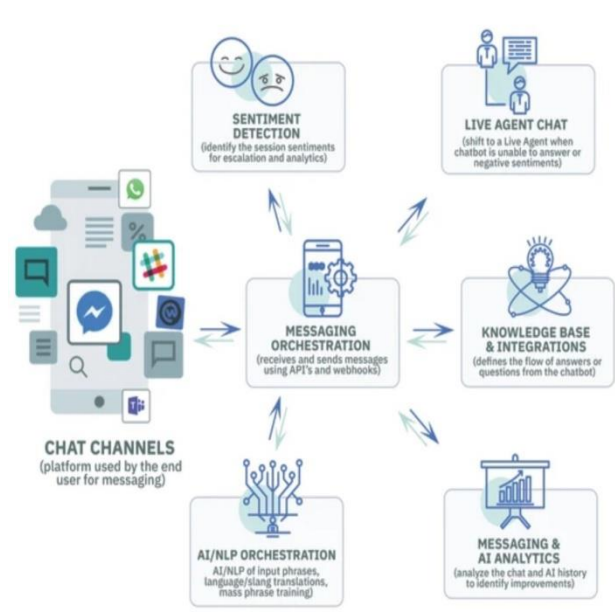 SENTIMENT
DETECTION
(identify the session sentiments
for escalation and analytics)
LIVE AGENT CHAT
(shift to a Live Agent when
chatbot is unable to answer or
negative sentiments)
%
CHAT CHANNELS
(platform used by the end
user for messaging)
MESSAGING
ORCHESTRATION
(receives and sends messages
using API's and webhooks)
KNOWLEDGE BASE
& INTEGRATIONS
(defines the flow of answers or
questions from the chatbot)
AI/NLP ORCHESTRATION
AI/NLP of input phrases,
language/slang translations,
mass phrase training)
MESSAGING &
AI ANALYTICS
(analyze the chat and AI history
to identify improvements)